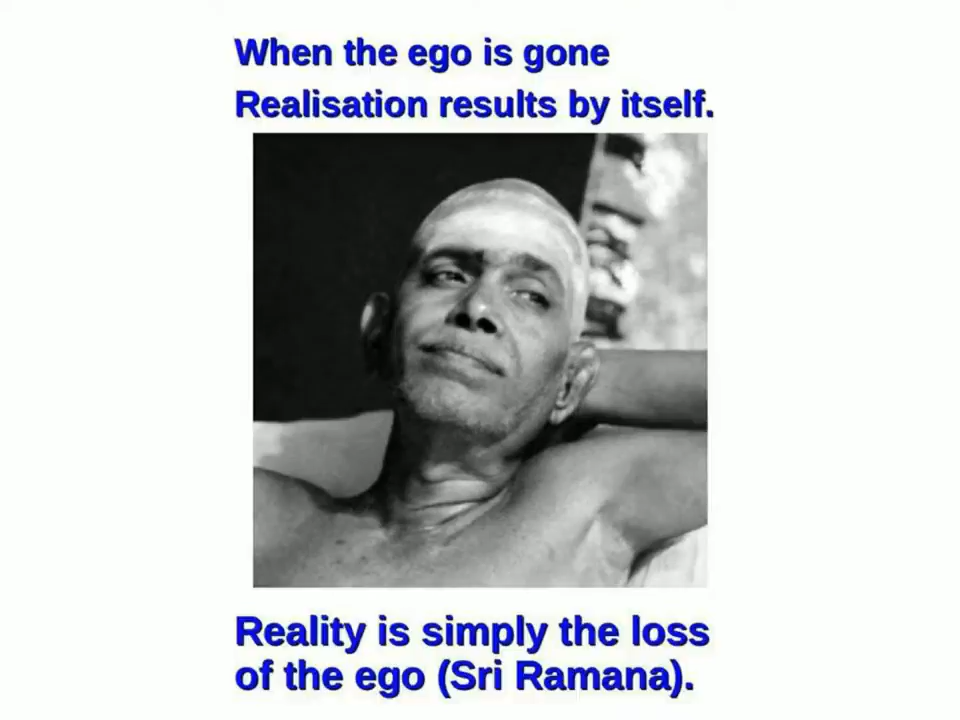 When the ego is gone
Realisation results by itself.
Reality is simply the loss
of the ego (Sri Ramana).